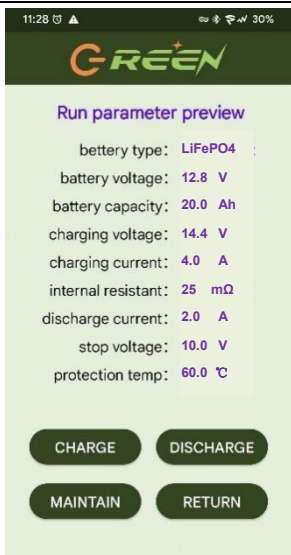 11:28 30%
GREEN
Run parameter preview
bettery type: LiFePO4
battery voltage: 12.8 V
battery capacity: 20.0 Ah
charging voltage: 14.4 V
charging current: 4.0 A
internal resistant: 25 mΩ
discharge current: 2.0 A
stop voltage: 10.0 V
protection temp: 60.0 ℃
CHARGE DISCHARGE
MAINTAIN RETURN